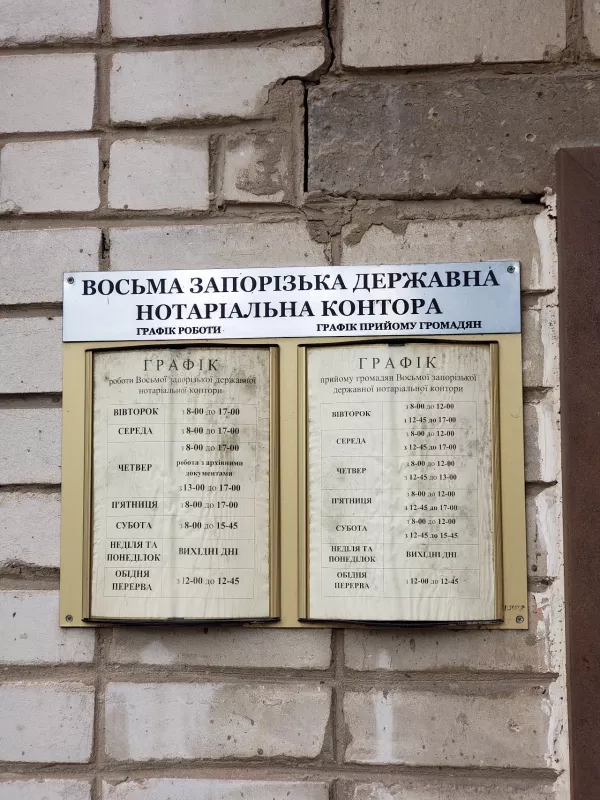 ВОСЬМА ЗАПОРІЗЬКА ДЕРЖАВНА
НОТАРІАЛЬНА КОНТОРА
ГРАФІК РОБОТИ
ГРАФІК ПРИЙОМУ ГРОМАДЯН
ГРАФІК
роботи Восьмої запорізької державної
нотаріальної контори
ВІВТОРОК з 8-00 до 17-00
СЕРЕДА з 8-00 до 17-00
ЧЕТВЕР з 8-00 до 17-00
робота з архівними
документами
з 13-00 до 17-00
П'ЯТНИЦЯ з 8-00 до 17-00
СУБОТА з 8-00 до 15-45
НЕДІЛЯ ТА
ПОНЕДІЛОК ВИХІДНІ ДНІ
ОБІДНЯ
ПЕРЕРВА з 12-00 до 12-45
ГРАФІК
прийому громадян Восьмої запорізької
державної нотаріальної контори
ВІВТОРОК з 8-00 до 12-00
з 12-45 до 17-00
СЕРЕДА з 8-00 до 12-00
з 12-45 до 17-00
ЧЕТВЕР з 8-00 до 12-00
з 12-45 до 13-00
П'ЯТНИЦЯ з 8-00 до 12-00
з 12-45 до 17-00
СУБОТА з 8-00 до 12-00
з 12-45 до 15-45
НЕДІЛЯ ТА
ПОНЕДІЛОК ВИХІДНІ ДНІ
ОБІДНЯ
ПЕРЕРВА з 12-00 до 12-45